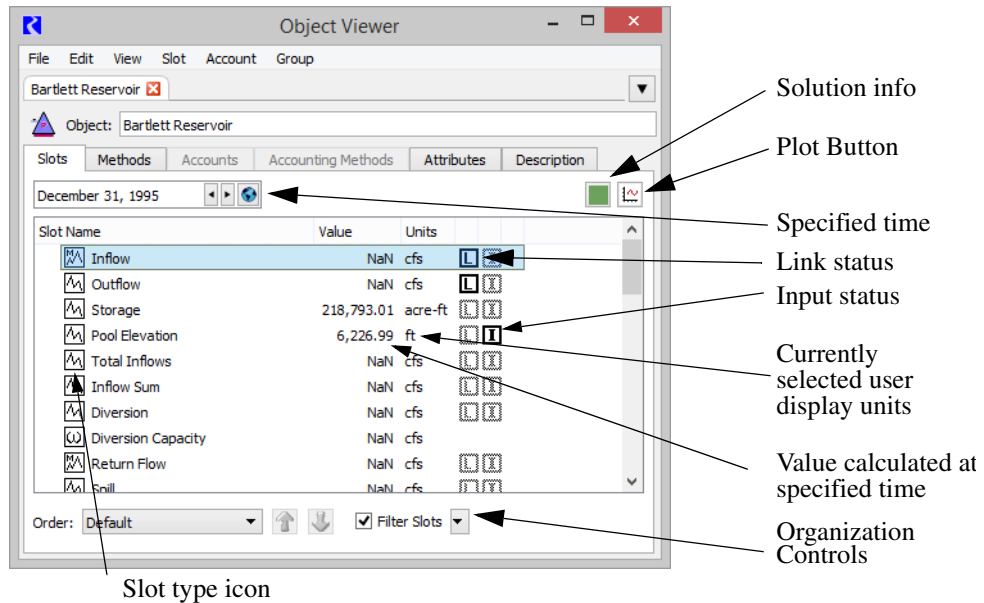 Object Viewer
File Edit View Slot Account Group
Bartlett Reservoir
Object: Bartlett Reservoir
Slots Methods Accounts Accounting Methods Attributes Description
December 31, 1995
Slot Name Value Units
Inflow NaN cfs L I
Outflow NaN cfs L I
Storage 218,793.01 acre-ft L I
Pool Elevation 6,226.99 ft L I
Total Inflows NaN cfs L I
Inflow Sum NaN cfs L I
Diversion NaN cfs L I
Diversion Capacity NaN cfs
Return Flow NaN cfs L I
Spill NaN cfs L I
Order: Default Filter Slots
Solution info
Plot Button
Specified time
Link status
Input status
Currently
selected user
display units
Value calculated at
specified time
Organization
Controls
Slot type icon